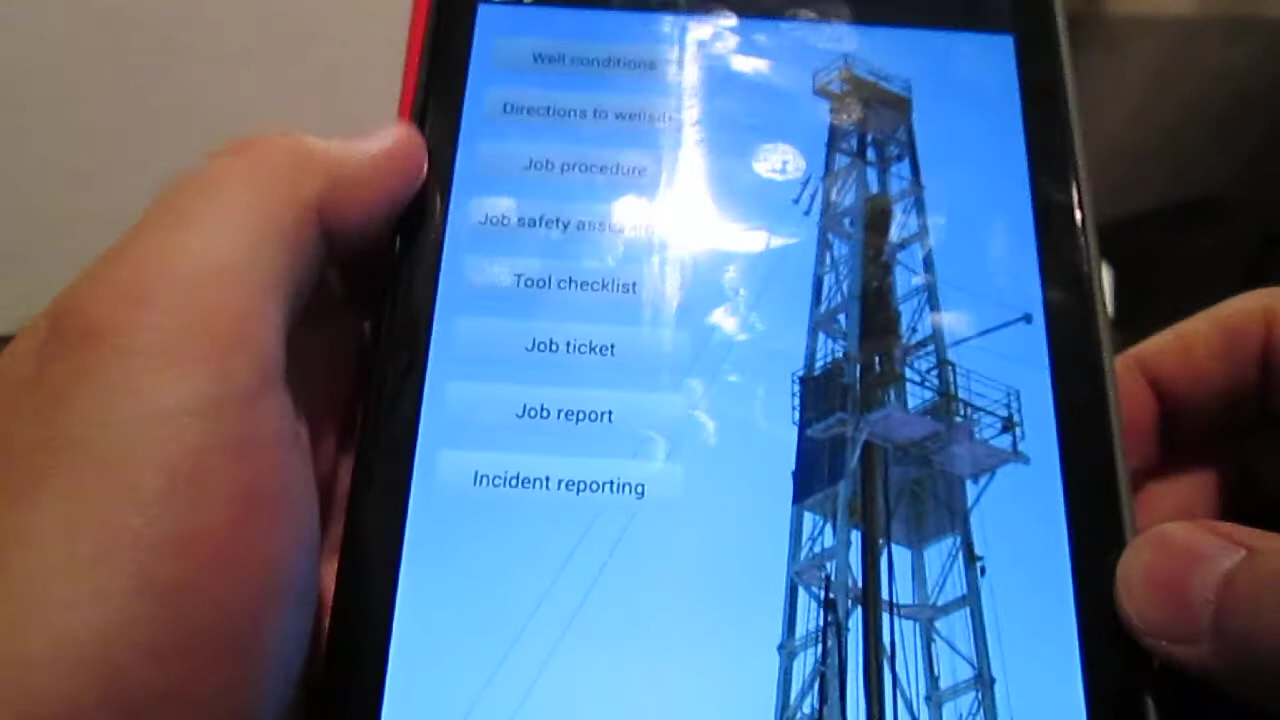 Well conditions
Directions to
Job procedure
Job safety
Tool checklist
Job ticket
Job report
Incident reporting